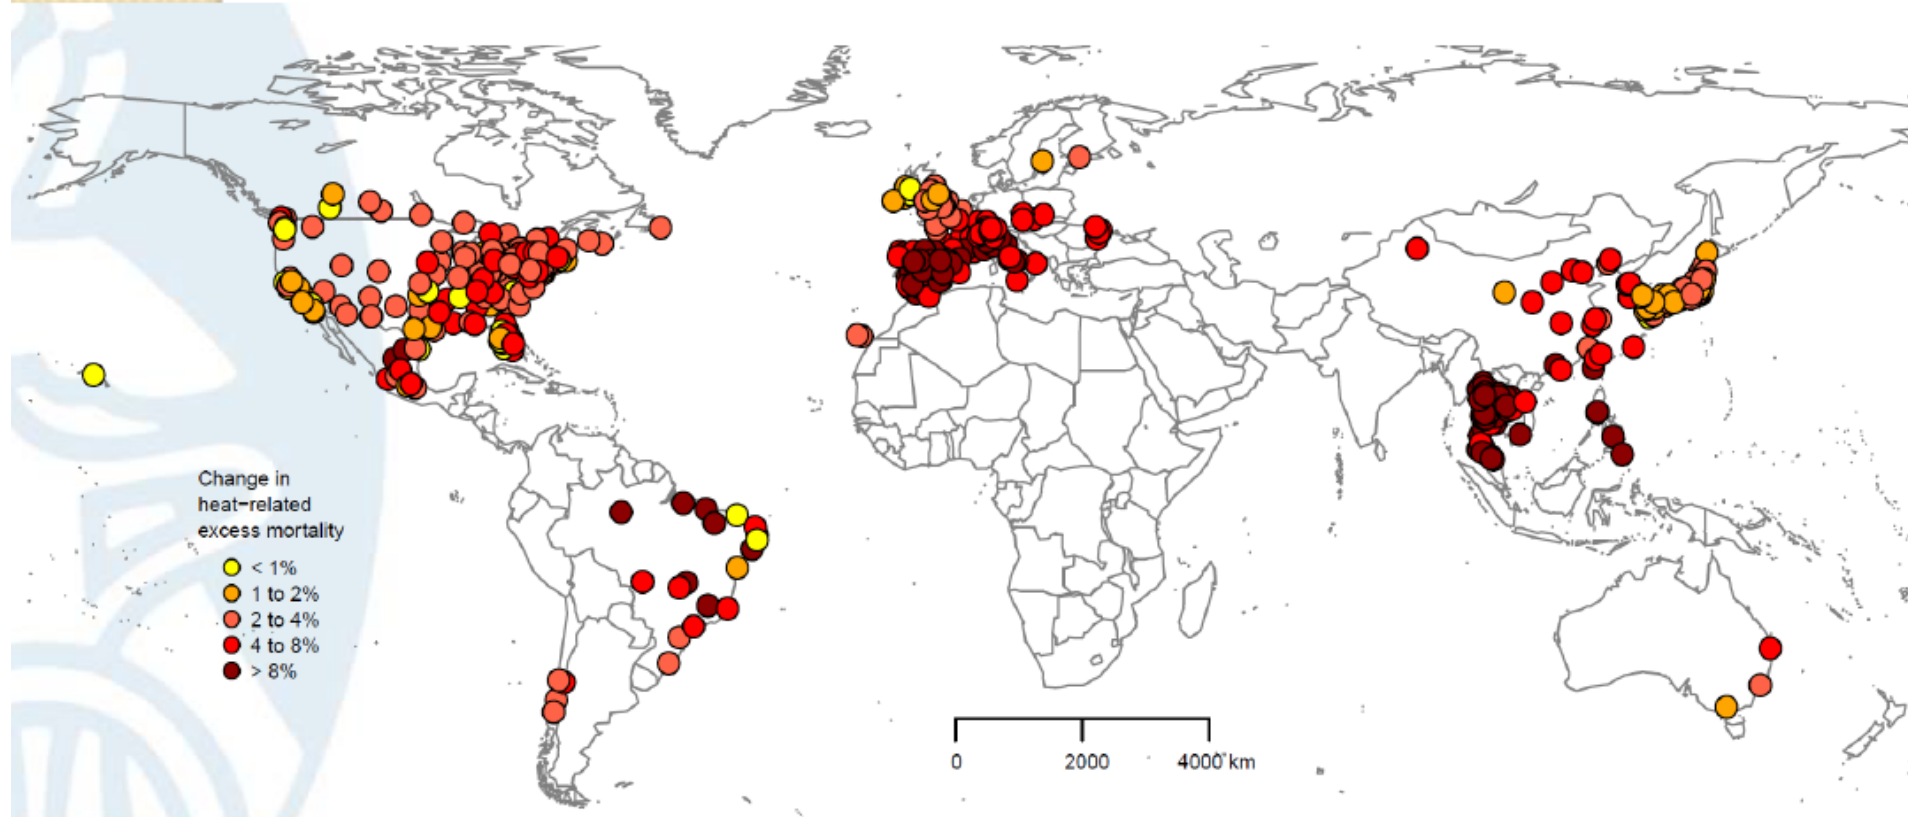 Change in
heat-related
excess mortality
< 1%
1 to 2%
2 to 4%
4 to 8%
> 8%
0 2000 4000 km